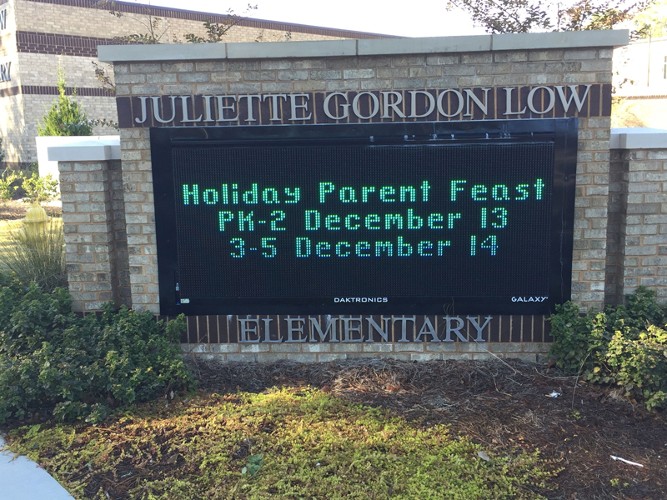 JULIETTE GORDON LOW
Holiday Parent Feast
PK-2 December 13
3-5 December 14
DAKTRONICS GALAXY
ELEMENTARY